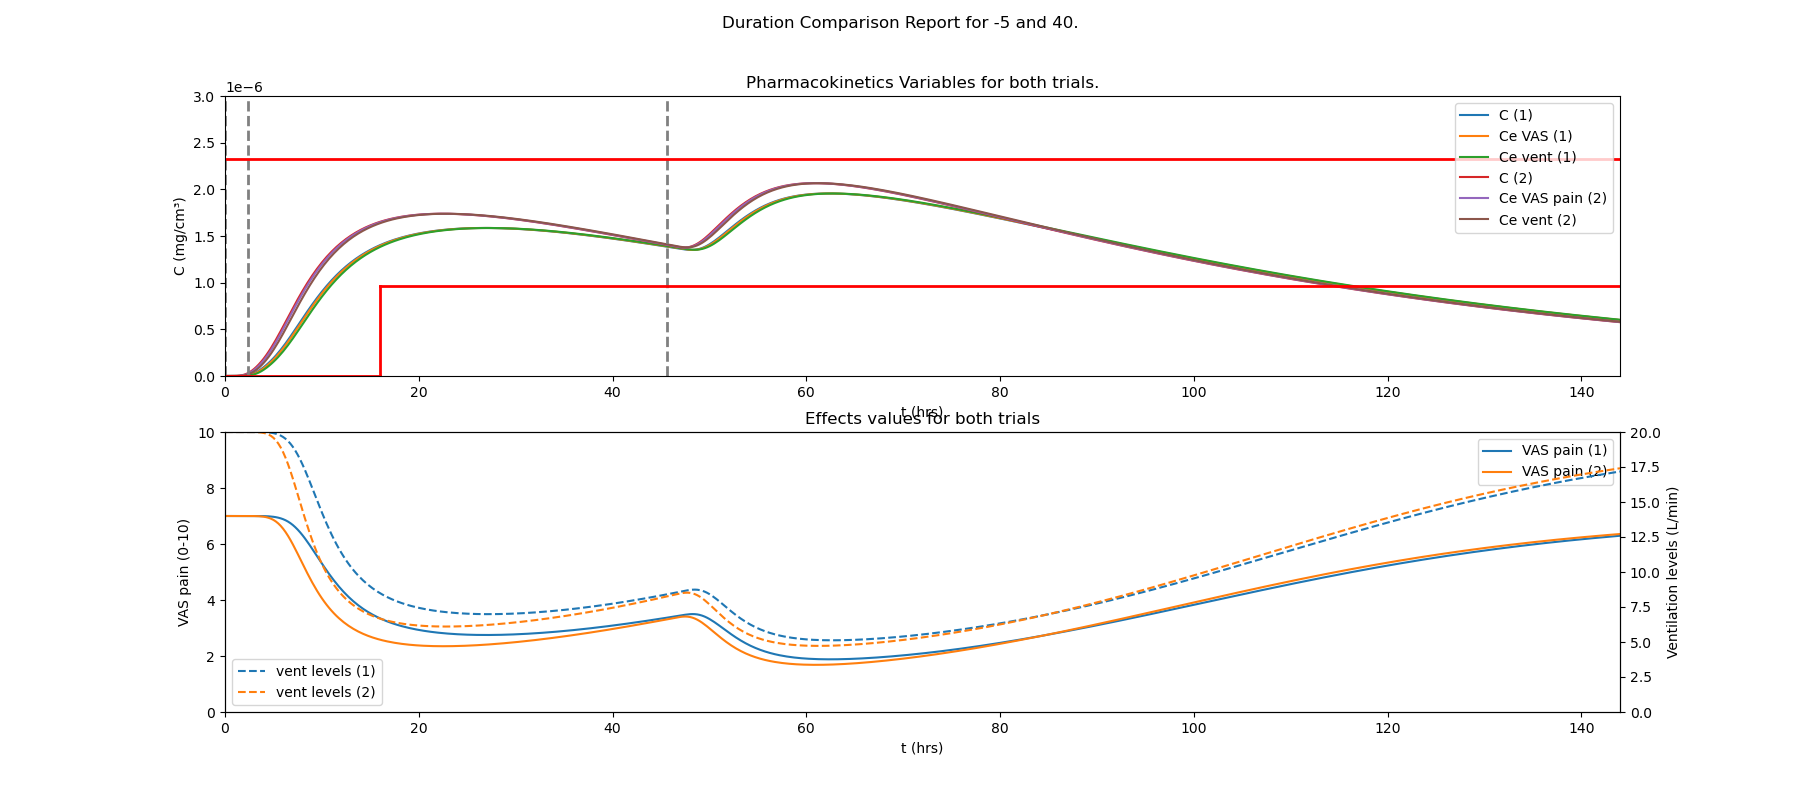 Duration Comparison Report for -5 and 40.
Pharmacokinetics Variables for both trials.
1e−6
3.0
2.5
2.0
1.5
1.0
0.5
0.0
C (mg/cm³)
C (1)
Ce VAS (1)
Ce vent (1)
C (2)
Ce VAS pain (2)
Ce vent (2)
0 20 40 60 80 100 120 140
t (hrs)
Effects values for both trials
10
8
6
4
2
0
VAS pain (0-10)
VAS pain (1)
VAS pain (2)
vent levels (1)
vent levels (2)
20.0
17.5
15.0
12.5
10.0
7.5
5.0
2.5
0.0
Ventilation levels (L/min)
0 20 40 60 80 100 120 140
t (hrs)